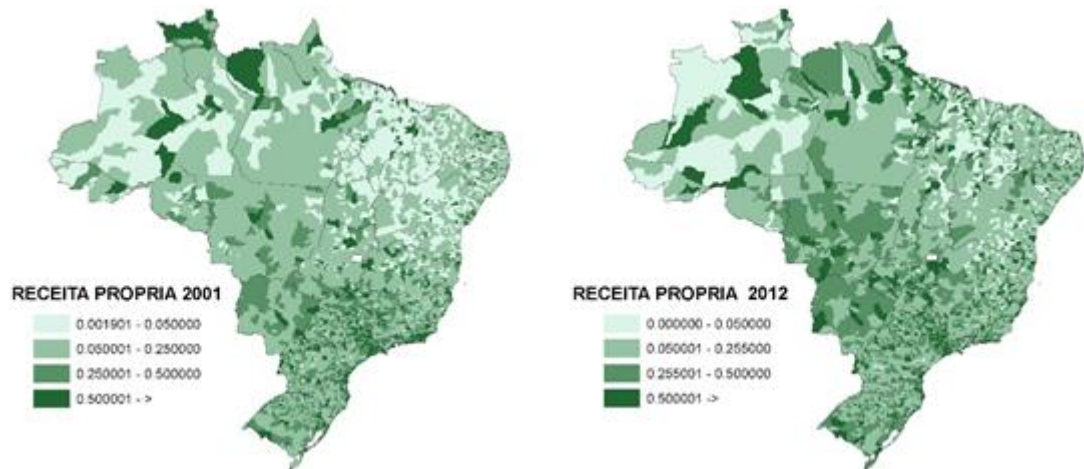 RECEITA PROPRIA 2001
0.001901 - 0.050000
0.050001 - 0.250000
0.250001 - 0.500000
0.500001 - >
RECEITA PROPRIA 2012
0.000000 - 0.050000
0.050001 - 0.255000
0.255001 - 0.500000
0.500001 ->